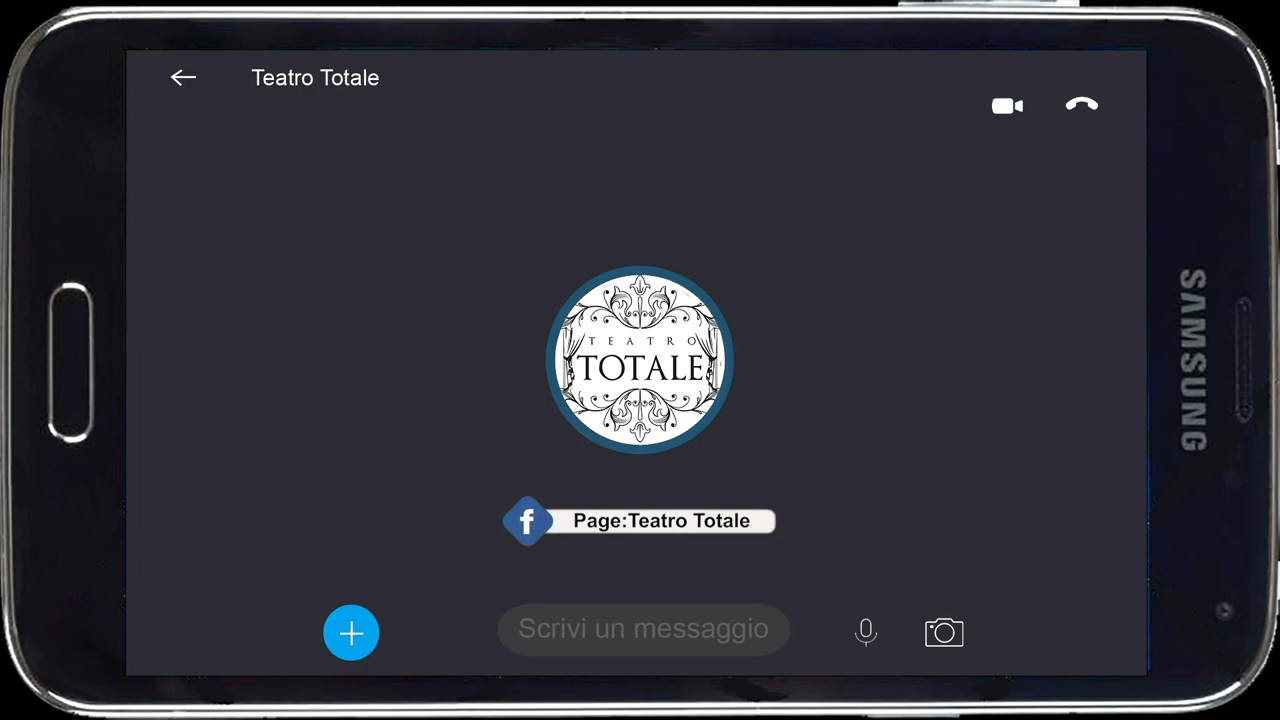 Teatro Totale
TEATRO
TOTALE
f Page:Teatro Totale
Scrivi un messaggio
SAMSUNG